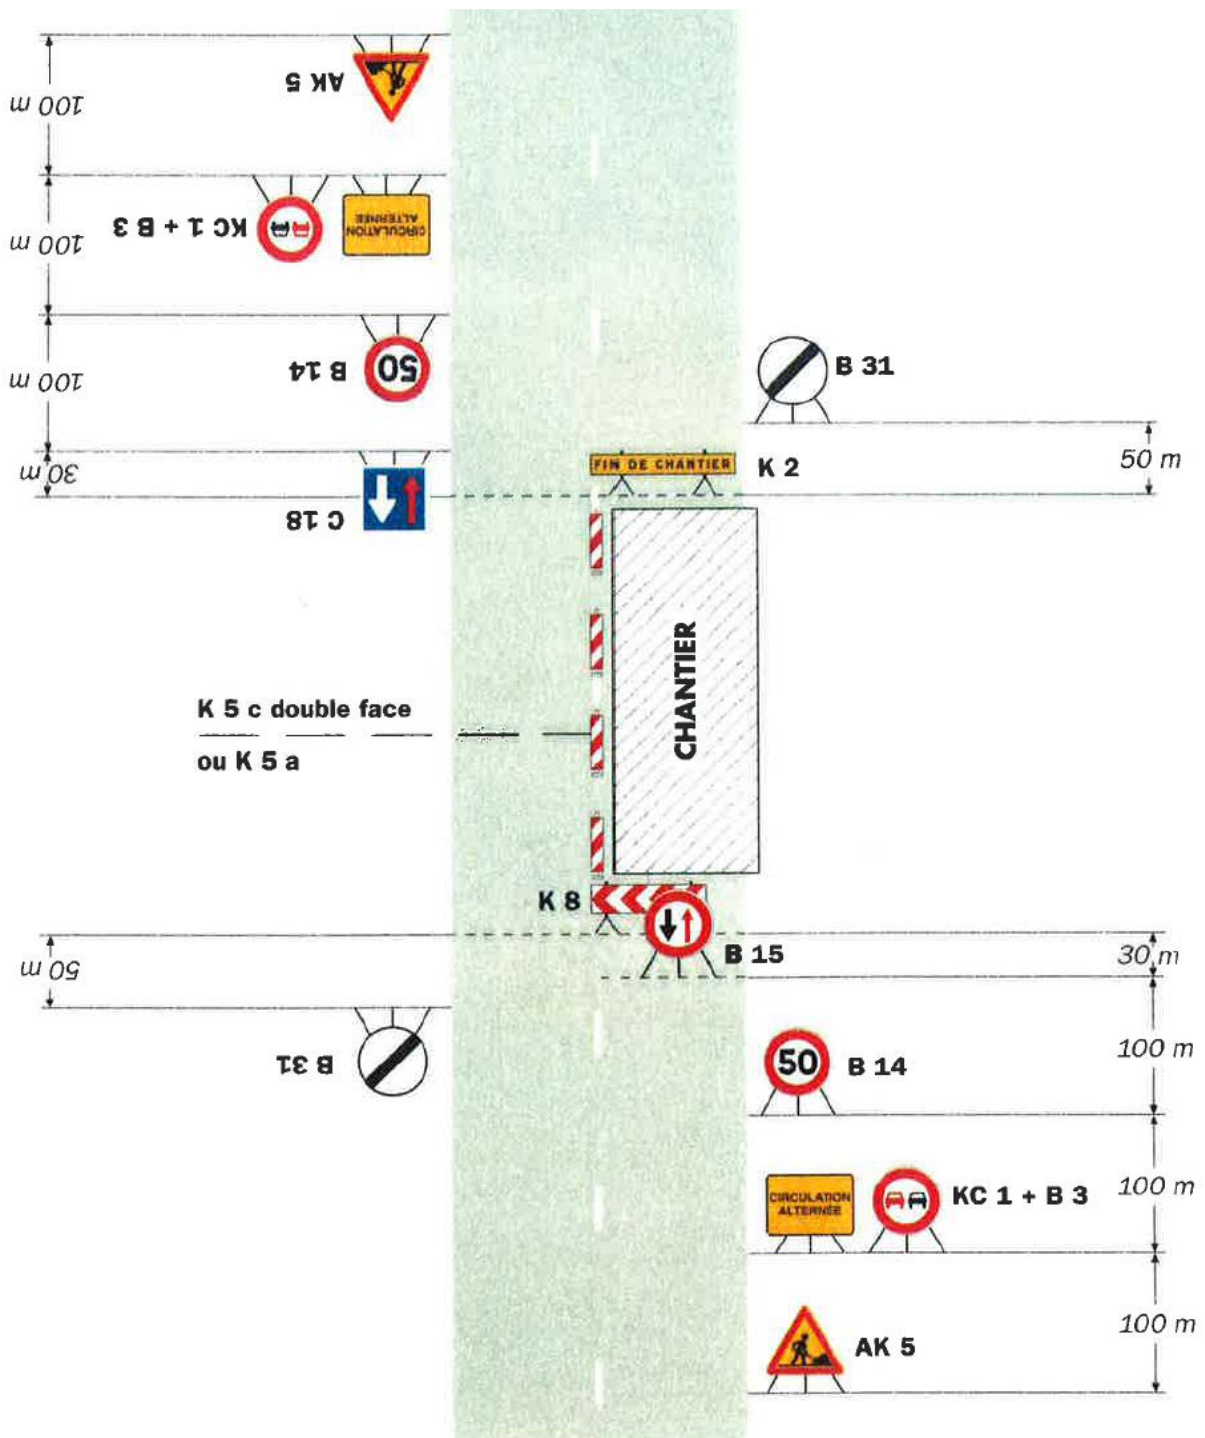 AK 5
100 m
KC 1 + B 3
CIRCULATION
ALTERNÉE
100 m
B 14
50
100 m
B 31
30 m
C 18
FIN DE CHANTIER
K 2
50 m
CHANTIER
K 5 c double face
ou K 5 a
K 8
B 15
30 m
50 m
B 31
50
B 14
100 m
CIRCULATION
ALTERNÉE
KC 1 + B 3
100 m
AK 5
100 m